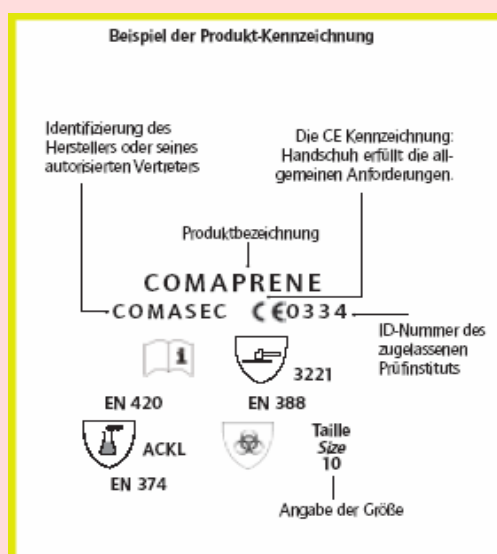 Beispiel der Produkt-Kennzeichnung
Identifizierung des
Herstellers oder seines
autorisierten Vertreters
Die CE Kennzeichnung:
Handschuh erfüllt die all-
gemeinen Anforderungen.
Produktbezeichnung
COMAPRENE
COMASEC CE0334
ID-Nummer des
zugelassenen
Prüfinstituts
i
3221
EN 420
EN 388
ACKL
EN 374
Taille
Size
10
Angabe der Größe